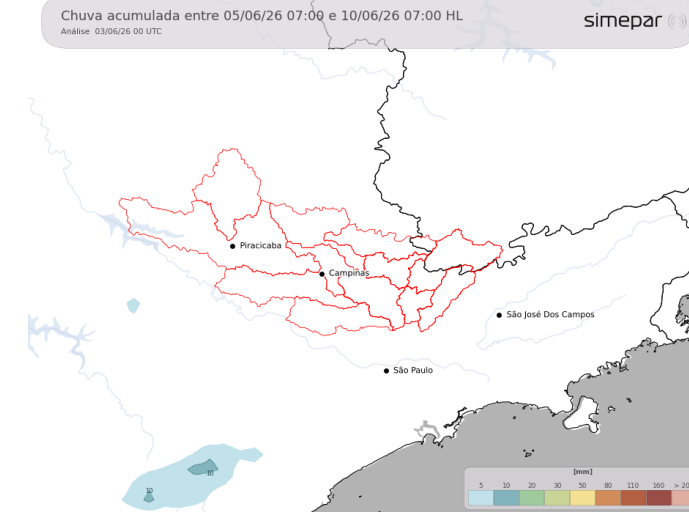 Chuva acumulada entre 05/06/26 07:00 e 10/06/26 07:00 HL
Análise 03/06/26 00 UTC
simepar
Piracicaba
Campinas
São José Dos Campos
São Paulo
10
10
[mm]
5 10 20 30 50 80 110 160 > 20